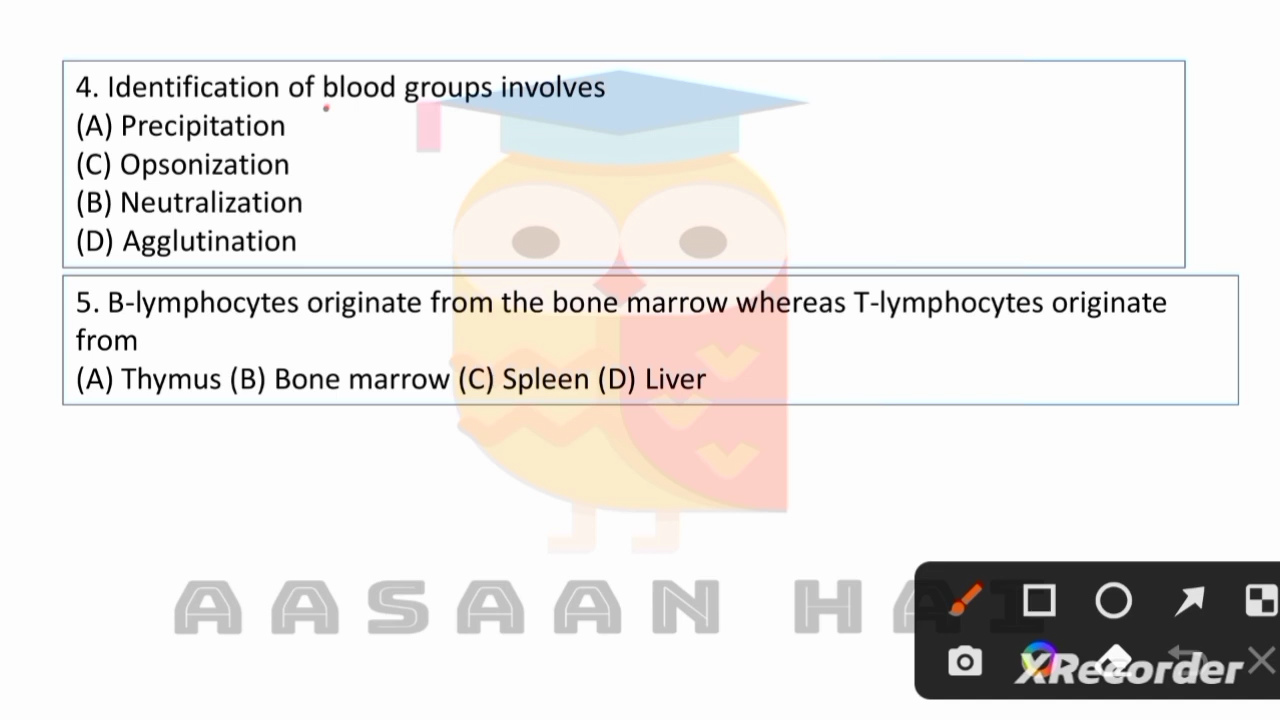 4. Identification of blood groups involves
(A) Precipitation
(C) Opsonization
(B) Neutralization
(D) Agglutination
5. B-lymphocytes originate from the bone marrow whereas T-lymphocytes originate
from
(A) Thymus (B) Bone marrow (C) Spleen (D) Liver
AASAAN HAI
XRecorder